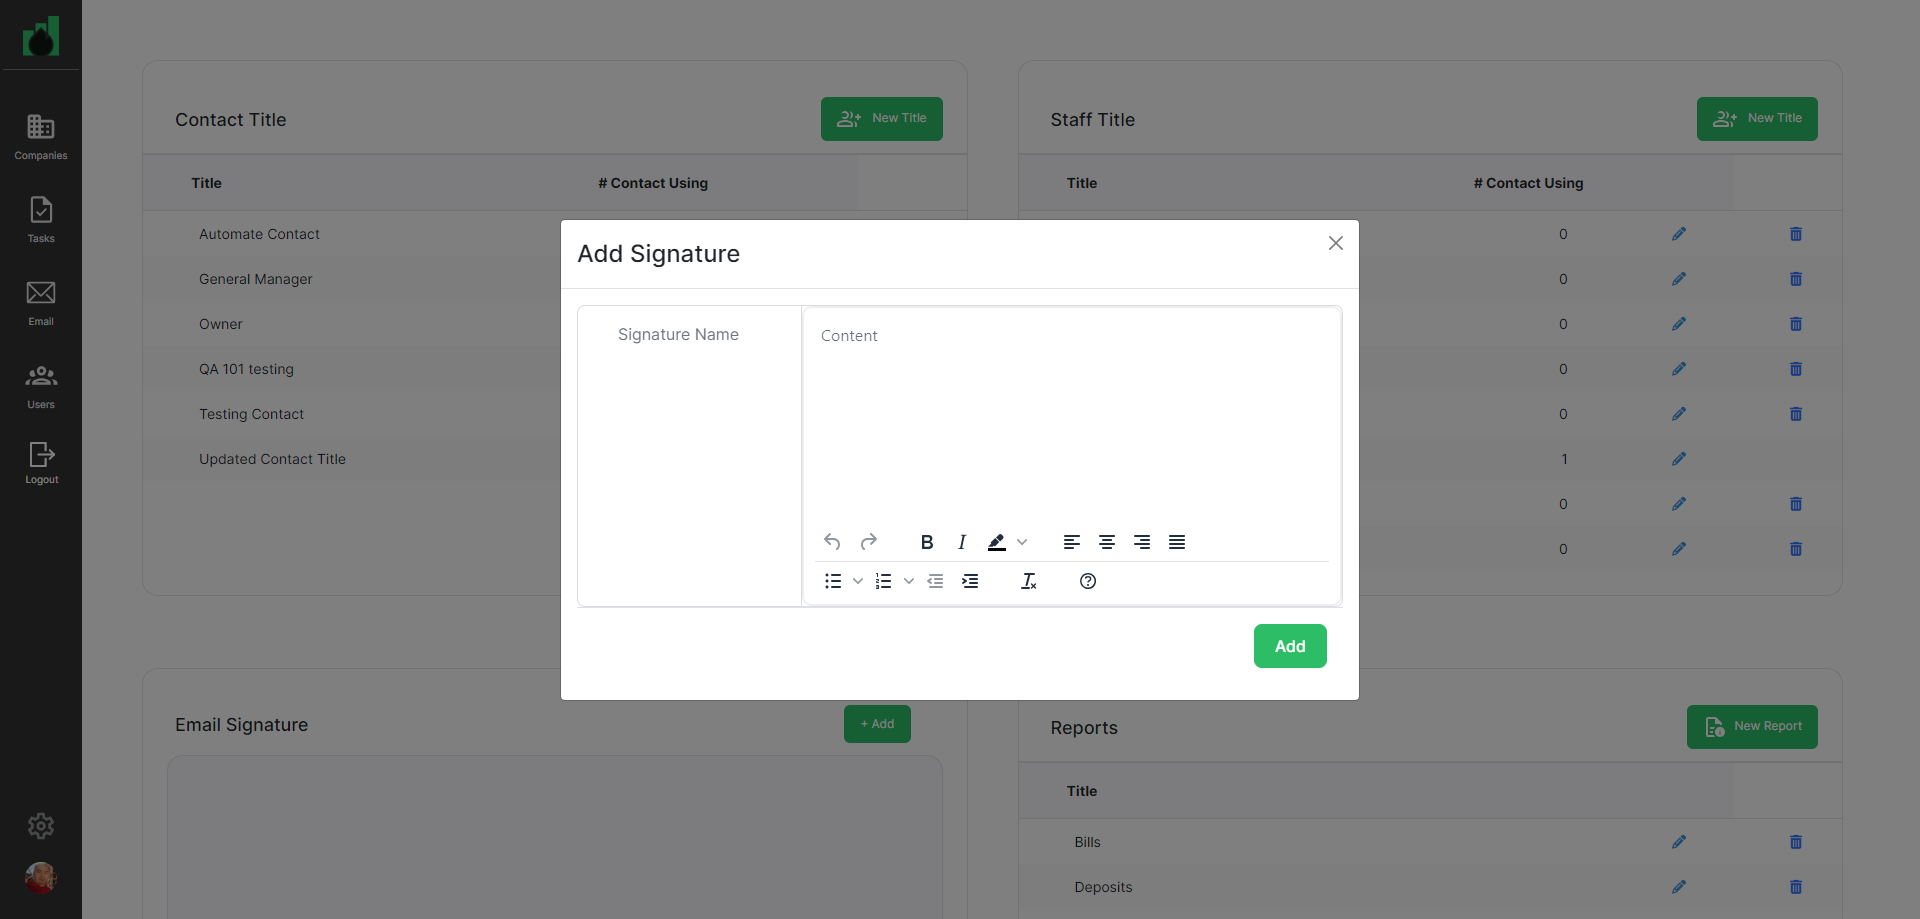 Companies
Tasks
Email
Users
Logout
Contact Title
New Title
Title
# Contact Using
Automate Contact
General Manager
Owner
QA 101 testing
Testing Contact
Updated Contact Title
Staff Title
New Title
Title
# Contact Using
0
0
0
0
0
1
0
0
Add Signature
Signature Name
Content
Add
Email Signature
+ Add
Reports
New Report
Title
Bills
Deposits